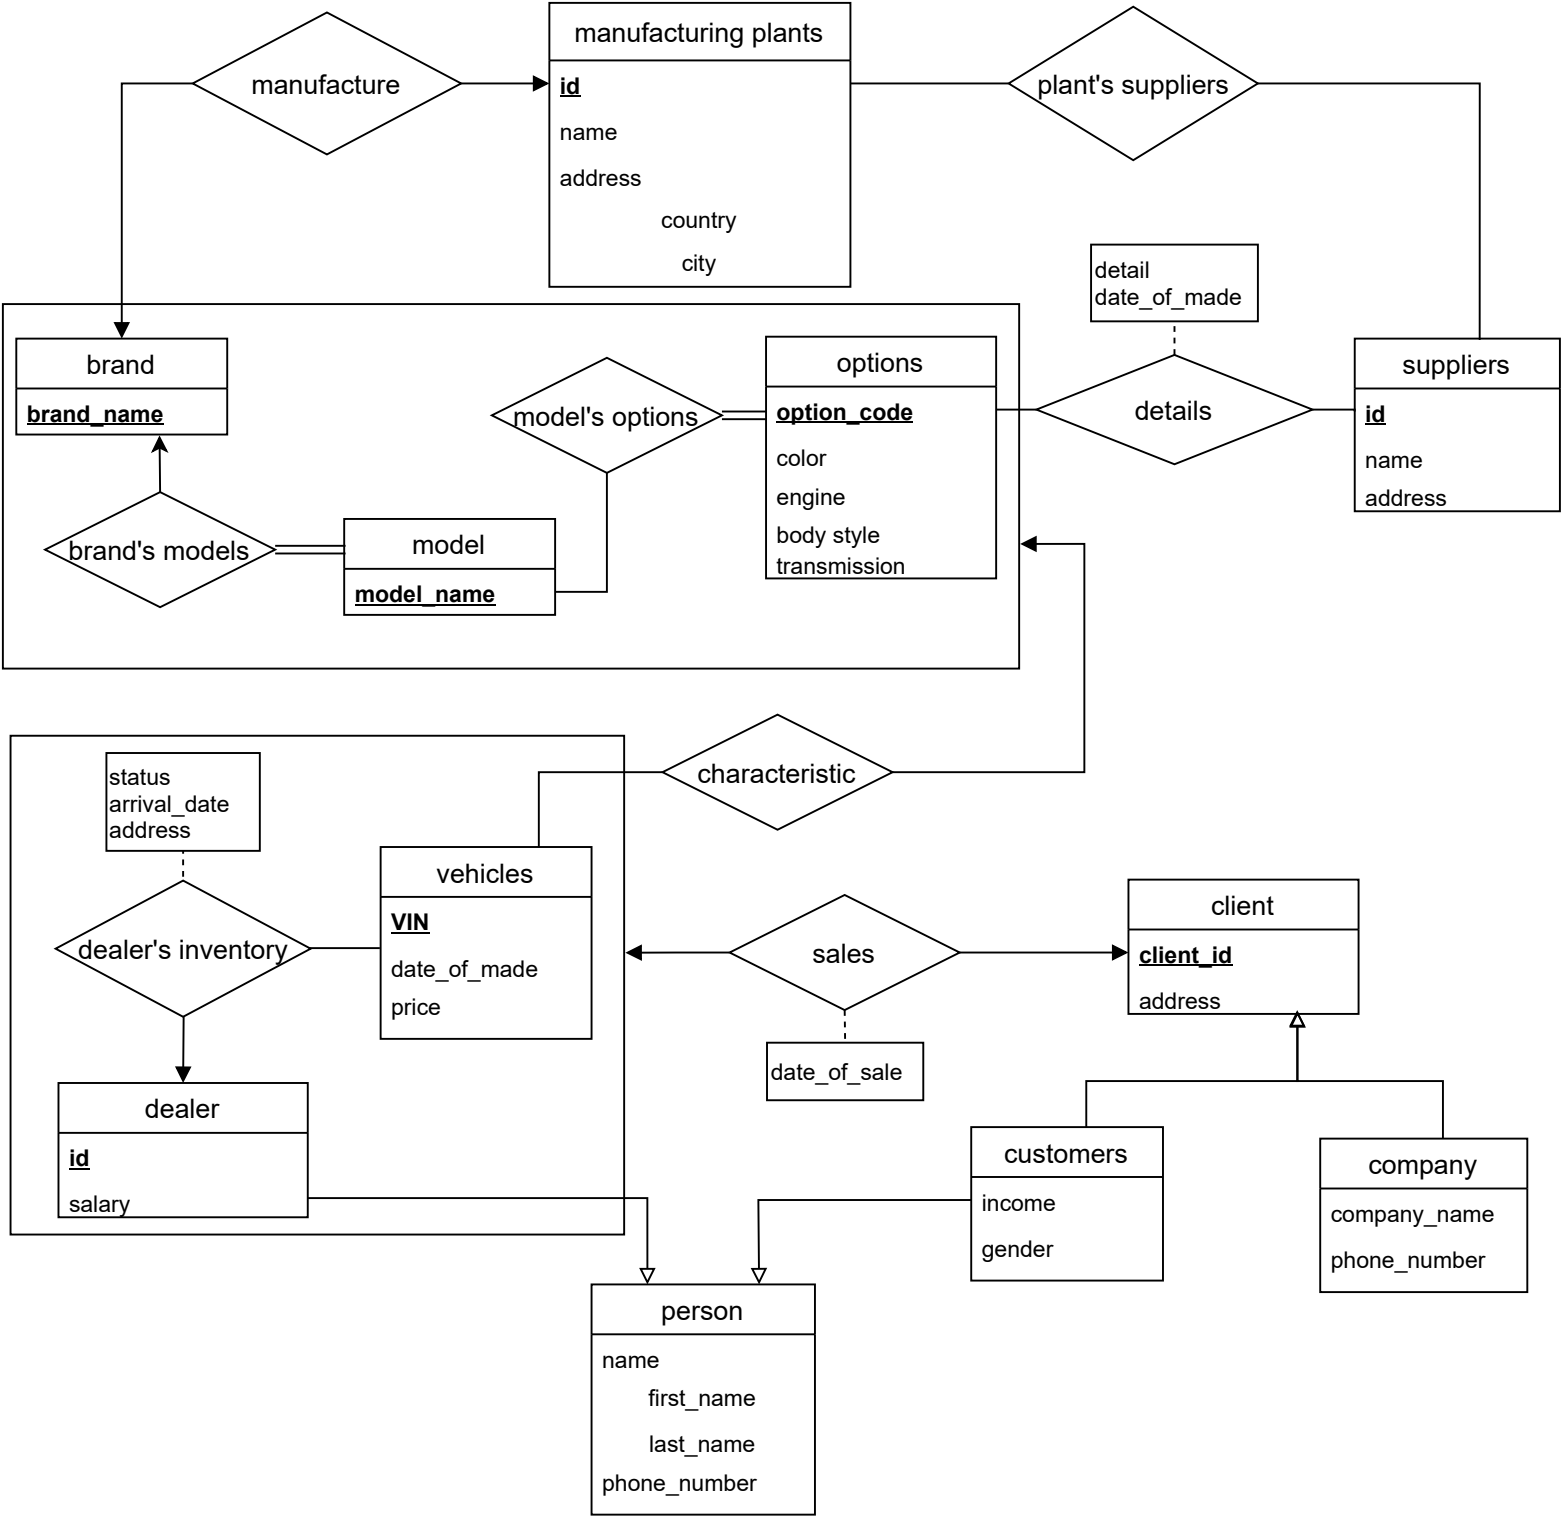 manufacturing plants
id
name
address
country
city
manufacture
plant's suppliers
detail
date_of_made
brand
brand_name
model's options
options
option_code
color
engine
body style
transmission
details
suppliers
id
name
address
brand's models
model
model_name
characteristic
status
arrival_date
address
vehicles
VIN
date_of_made
price
dealer's inventory
sales
date_of_sale
client
client_id
address
dealer
id
salary
customers
income
gender
company
company_name
phone_number
person
name
first_name
last_name
phone_number